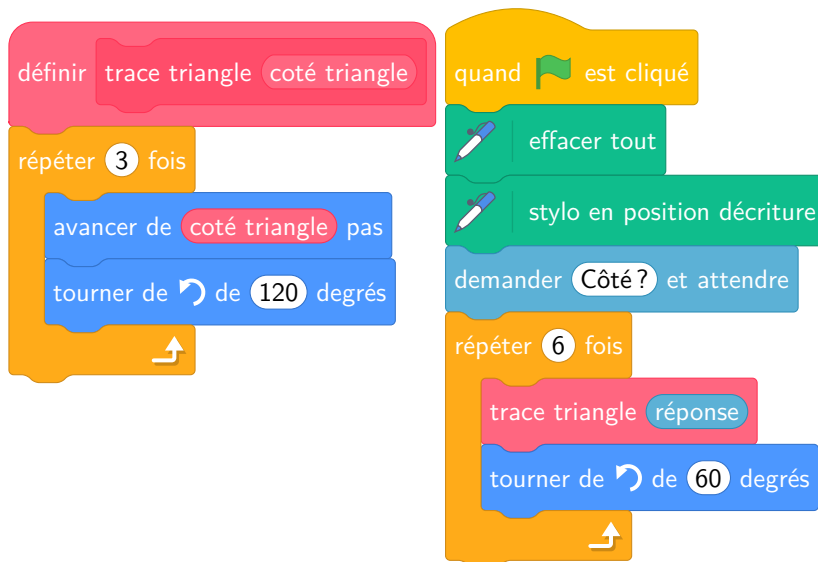 définir trace triangle coté triangle
répéter 3 fois
avancer de coté triangle pas
tourner de de 120 degrés
quand est cliqué
effacer tout
stylo en position décriture
demander Côté ? et attendre
répéter 6 fois
trace triangle réponse
tourner de de 60 degrés